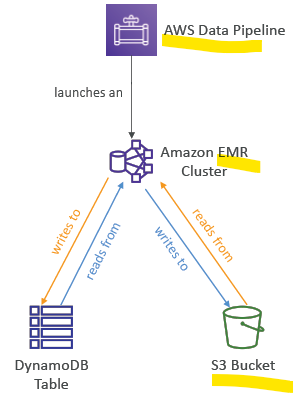 AWS Data Pipeline
launches an
Amazon EMR
Cluster
writes to
reads from
writes to
reads from
DynamoDB
Table
S3 Bucket